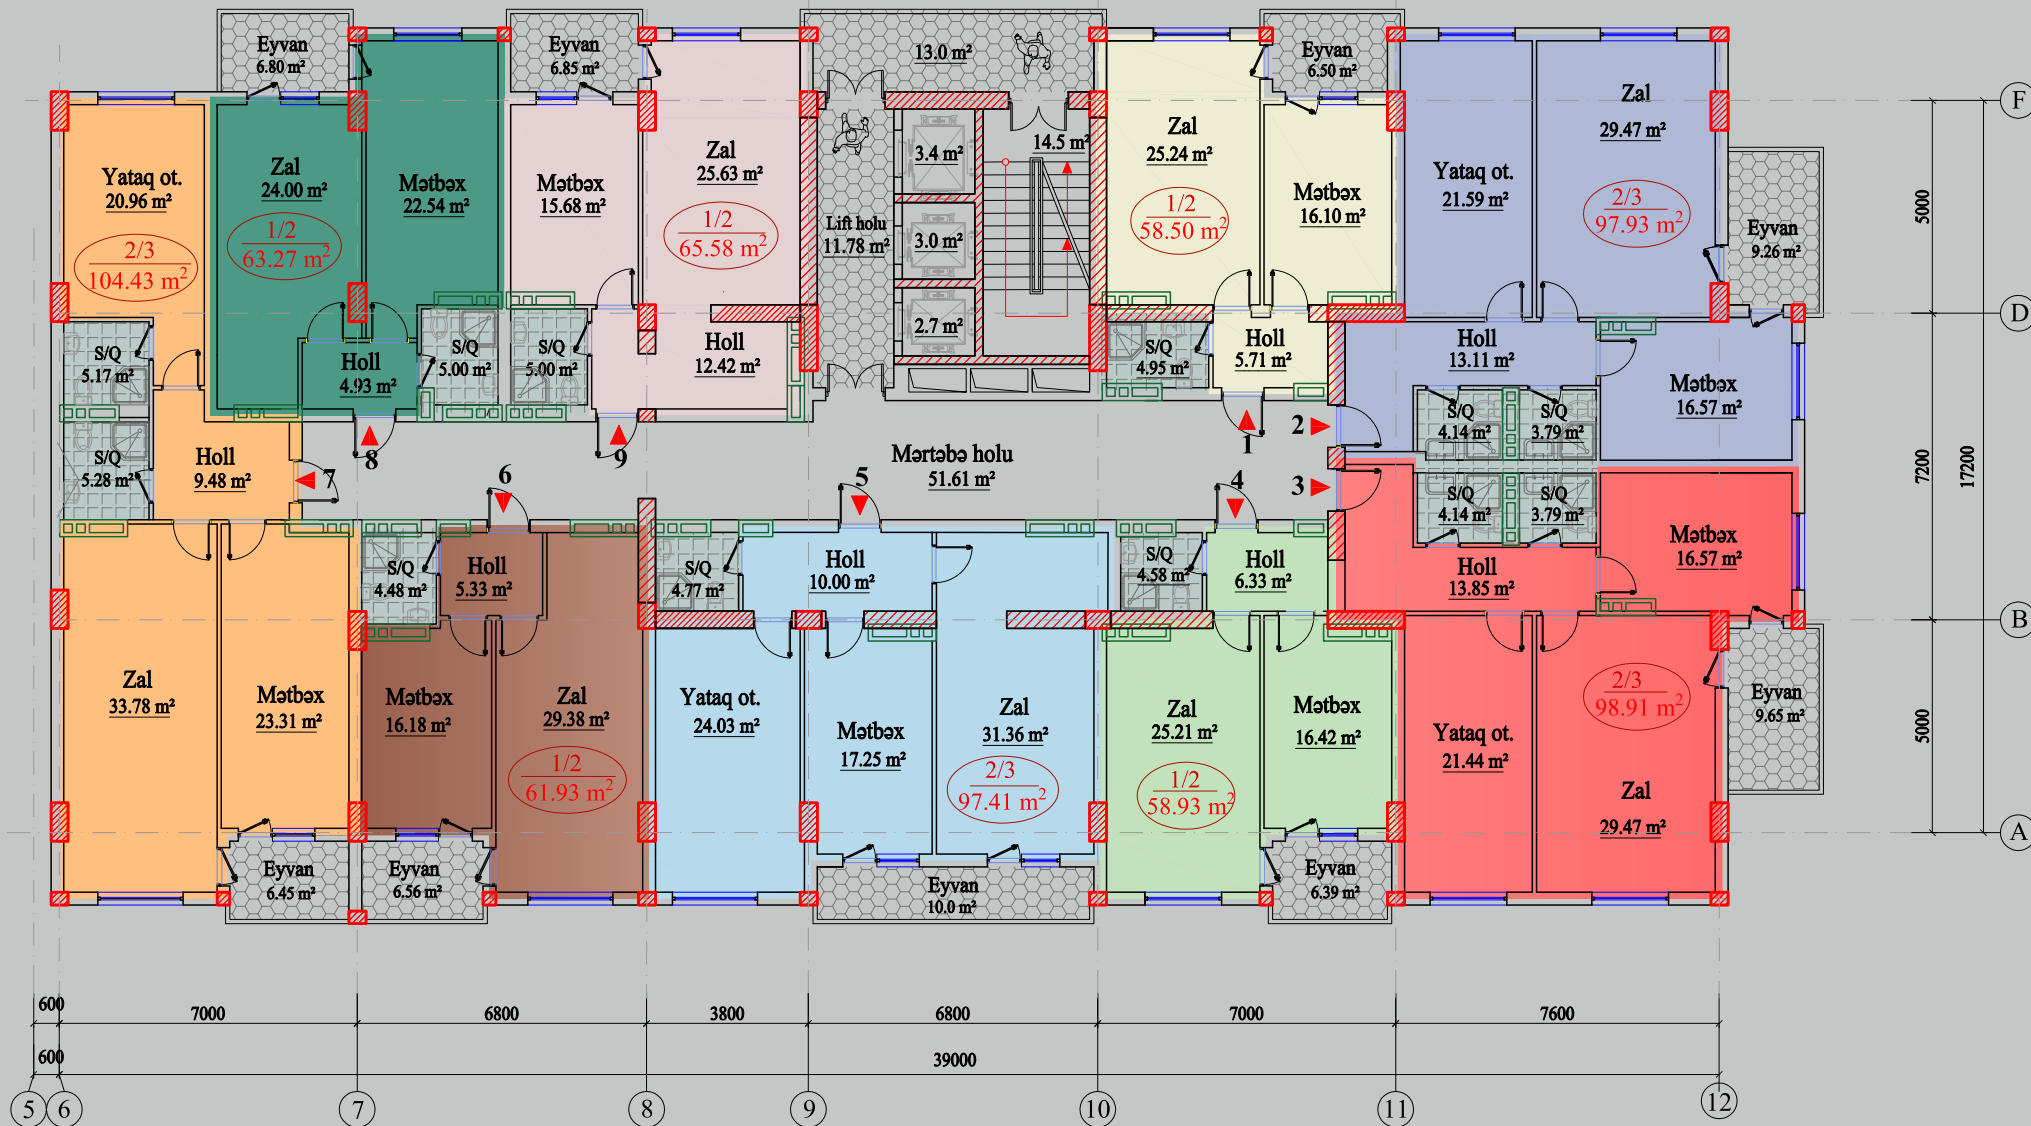 Eyvan
6.80 m²
Eyvan
6.85 m²
13.0 m²
Eyvan
6.50 m²
F
Yataq ot.
20.96 m²
2/3
104.43 m²
Zal
24.00 m²
1/2
63.27 m²
Mətbəx
22.54 m²
Mətbəx
15.68 m²
Zal
25.63 m²
1/2
65.58 m²
Lift holu
11.78 m²
3.4 m²
3.0 m²
2.7 m²
14.5 m²
Zal
25.24 m²
1/2
58.50 m²
Mətbəx
16.10 m²
Yataq ot.
21.59 m²
Zal
29.47 m²
2/3
97.93 m²
Eyvan
9.26 m²
5000
D
S/Q
5.17 m²
Holl
4.93 m²
S/Q
5.00 m²
S/Q
5.00 m²
Holl
12.42 m²
S/Q
4.95 m²
Holl
5.71 m²
Holl
13.11 m²
Mətbəx
16.57 m²
S/Q
4.14 m²
S/Q
3.79 m²
S/Q
5.28 m²
Holl
9.48 m²
7
8
6
9
5
Mərtəbə holu
51.61 m²
1
2
4
3
S/Q
4.14 m²
S/Q
3.79 m²
7200
17200
S/Q
4.48 m²
Holl
5.33 m²
S/Q
4.77 m²
Holl
10.00 m²
S/Q
4.58 m²
Holl
6.33 m²
Holl
13.85 m²
Mətbəx
16.57 m²
B
Zal
33.78 m²
Mətbəx
23.31 m²
Mətbəx
16.18 m²
Zal
29.38 m²
1/2
61.93 m²
Yataq ot.
24.03 m²
Mətbəx
17.25 m²
Zal
31.36 m²
2/3
97.41 m²
Zal
25.21 m²
1/2
58.93 m²
Mətbəx
16.42 m²
Yataq ot.
21.44 m²
2/3
98.91 m²
Zal
29.47 m²
Eyvan
9.65 m²
5000
A
Eyvan
6.45 m²
Eyvan
6.56 m²
Eyvan
10.0 m²
Eyvan
6.39 m²
600
7000
6800
3800
6800
7000
7600
600
39000
5
6
7
8
9
10
11
12